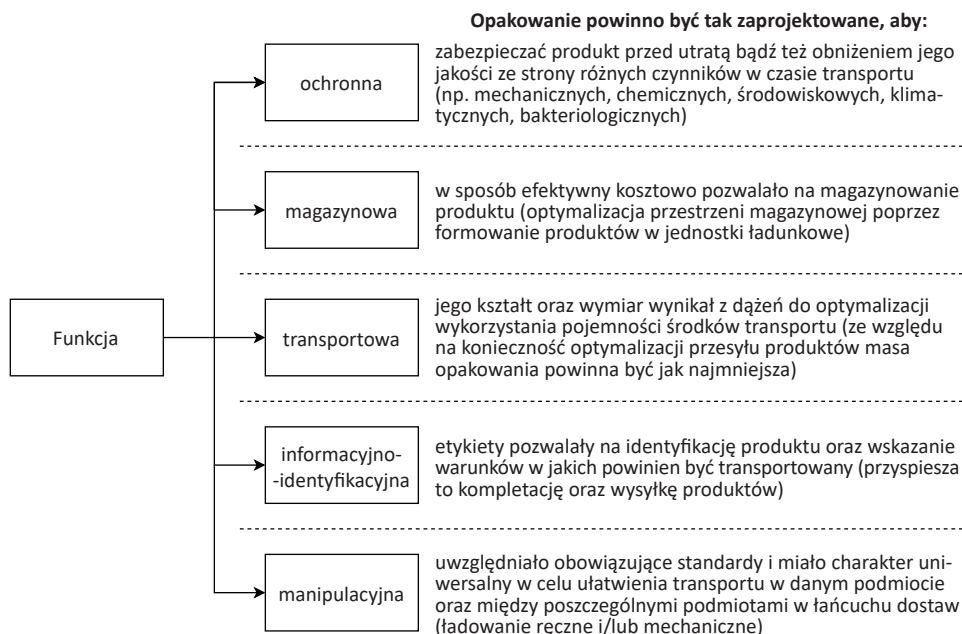 Opakowanie powinno być tak zaprojektowane, aby:
ochronna
zabezpieczać produkt przed utratą bądź też obniżeniem jego
jakości ze strony różnych czynników w czasie transportu
(np. mechanicznych, chemicznych, środowiskowych, klima-
tycznych, bakteriologicznych)
magazynowa
w sposób efektywny kosztowo pozwalało na magazynowanie
produktu (optymalizacja przestrzeni magazynowej poprzez
formowanie produktów w jednostki ładunkowe)
Funkcja
transportowa
jego kształt oraz wymiar wynikał z dążeń do optymalizacji
wykorzystania pojemności środków transportu (ze względu
na konieczność optymalizacji przesyłu produktów masa
opakowania powinna być jak najmniejsza)
informacyjno-
-identyfikacyjna
etykiety pozwalały na identyfikację produktu oraz wskazanie
warunków w jakich powinien być transportowany (przyspiesza
to kompletację oraz wysyłkę produktów)
manipulacyjna
uwzględniało obowiązujące standardy i miało charakter uni-
wersalny w celu ułatwienia transportu w danym podmiocie
oraz między poszczególnymi podmiotami w łańcuchu dostaw
(ładowanie ręczne i/lub mechaniczne)